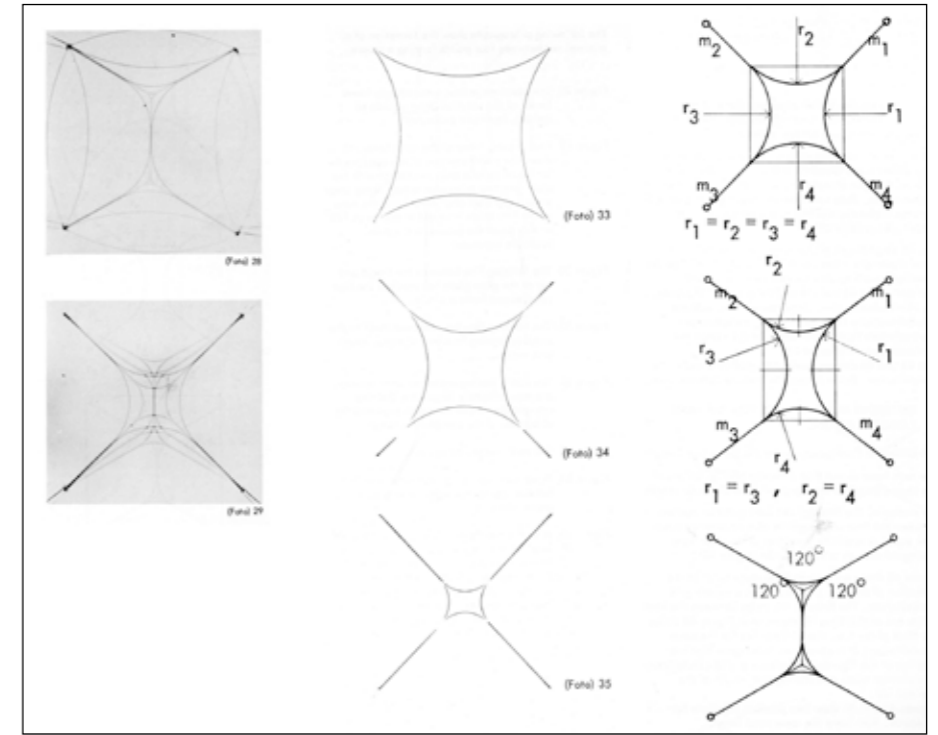 (Foto) 28
(Foto) 29
(Foto) 33
(Foto) 34
(Foto) 35
m₂ r₂ m₁
r₃ r₁
m₃ r₄ m₄
r₁ = r₂ = r₃ = r₄
r₂
m₂ m₁
r₃ r₁
m₃ m₄
r₄
r₁ = r₃ , r₂ = r₄
120°
120° 120°